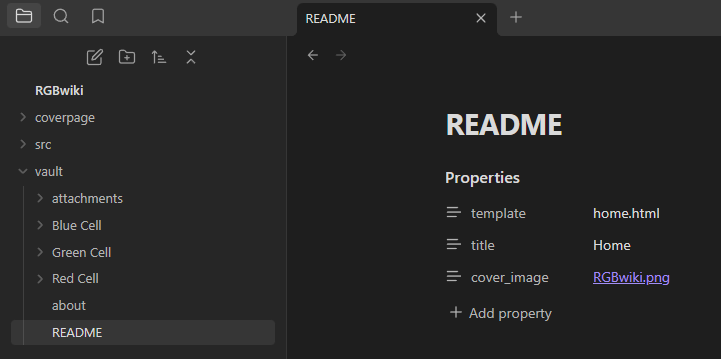 README
RGBwiki
coverpage
src
vault
attachments
Blue Cell
Green Cell
Red Cell
about
README
README
Properties
template home.html
title Home
cover_image RGBwiki.png
Add property